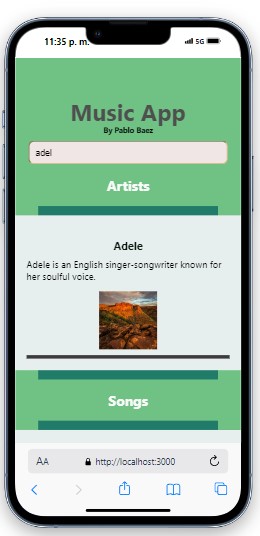 11:35 p. m.
5G
Music App
By Pablo Baez
adel
Artists
Adele
Adele is an English singer-songwriter known for
her soulful voice.
Songs
AA
http://localhost:3000